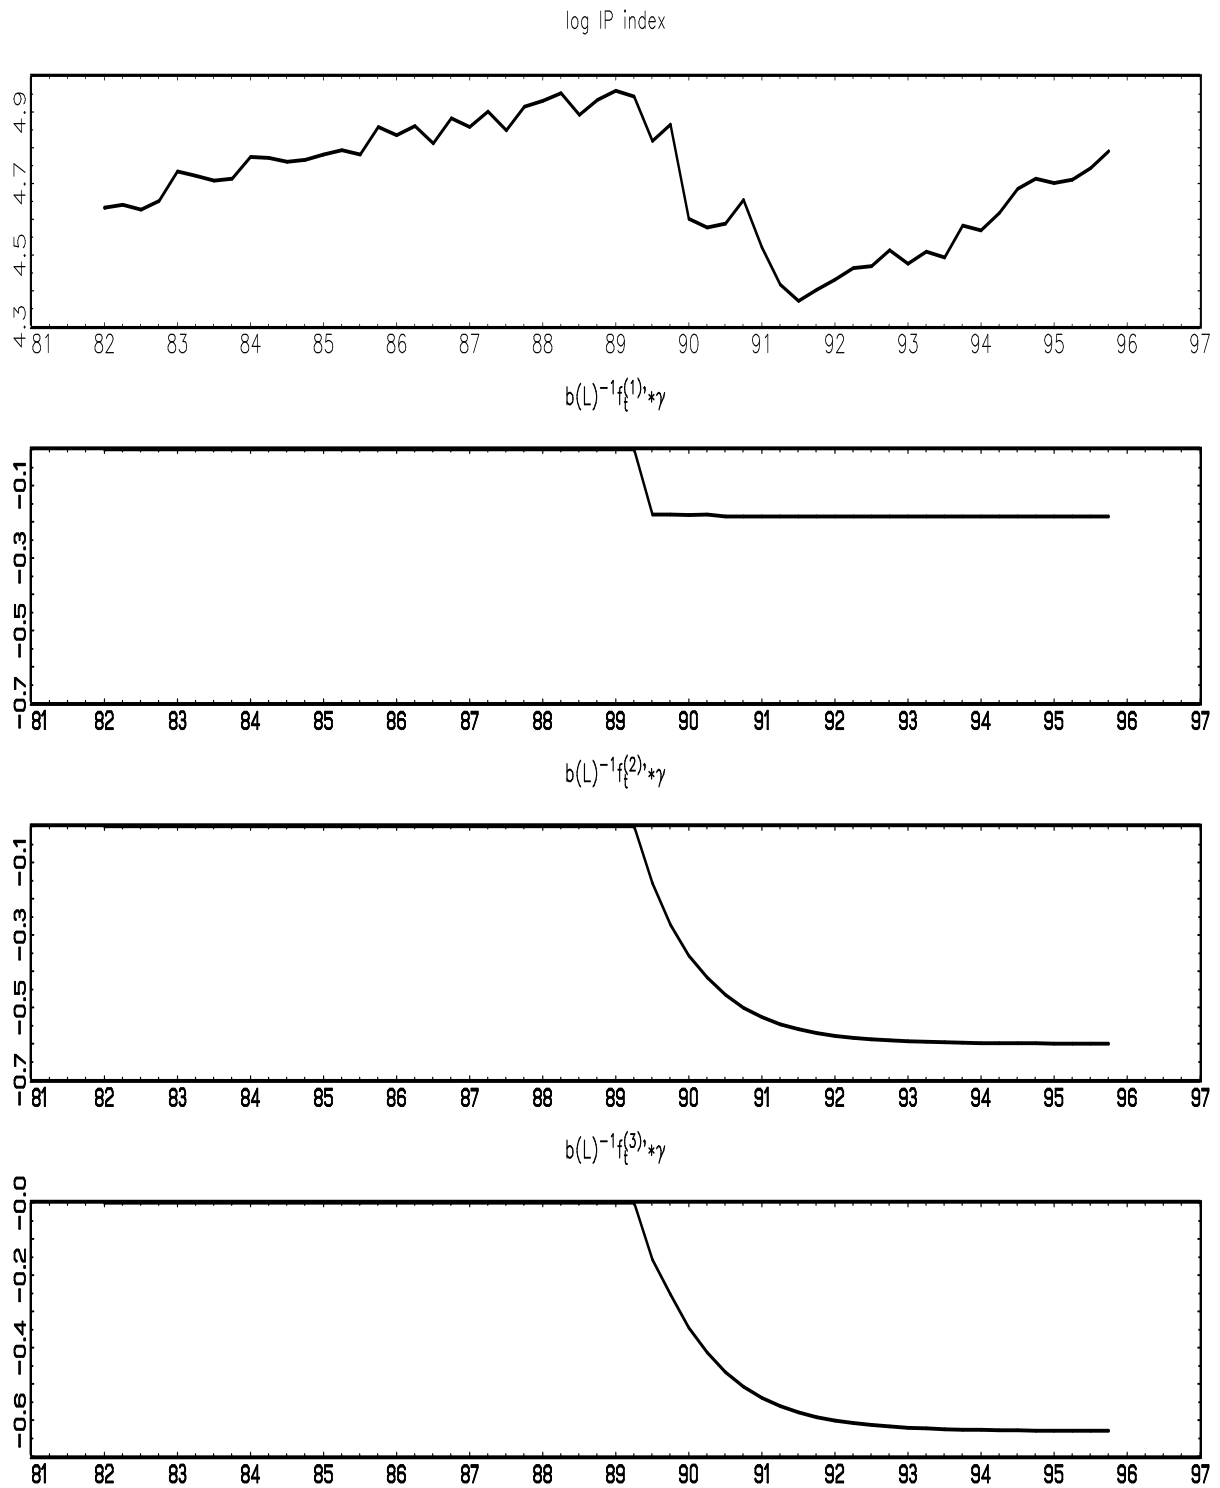 log IP index
4.9
4.7
4.5
4.3
81 82 83 84 85 86 87 88 89 90 91 92 93 94 95 96 97
b(L)⁻¹f_t^(1)'*γ
-0.1
-0.3
-0.5
-0.7
81 82 83 84 85 86 87 88 89 90 91 92 93 94 95 96 97
b(L)⁻¹f_t^(2)'*γ
-0.1
-0.3
-0.5
-0.7
81 82 83 84 85 86 87 88 89 90 91 92 93 94 95 96 97
b(L)⁻¹f_t^(3)'*γ
-0.0
-0.2
-0.4
-0.6
81 82 83 84 85 86 87 88 89 90 91 92 93 94 95 96 97